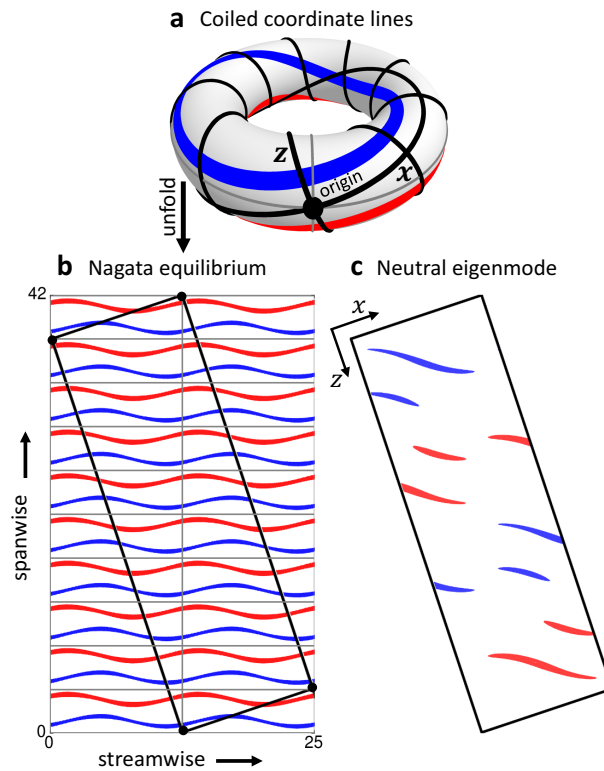 a Coiled coordinate lines
z
origin
x
unfold
b Nagata equilibrium
c Neutral eigenmode
42
x
z
spanwise
0
0
25
streamwise